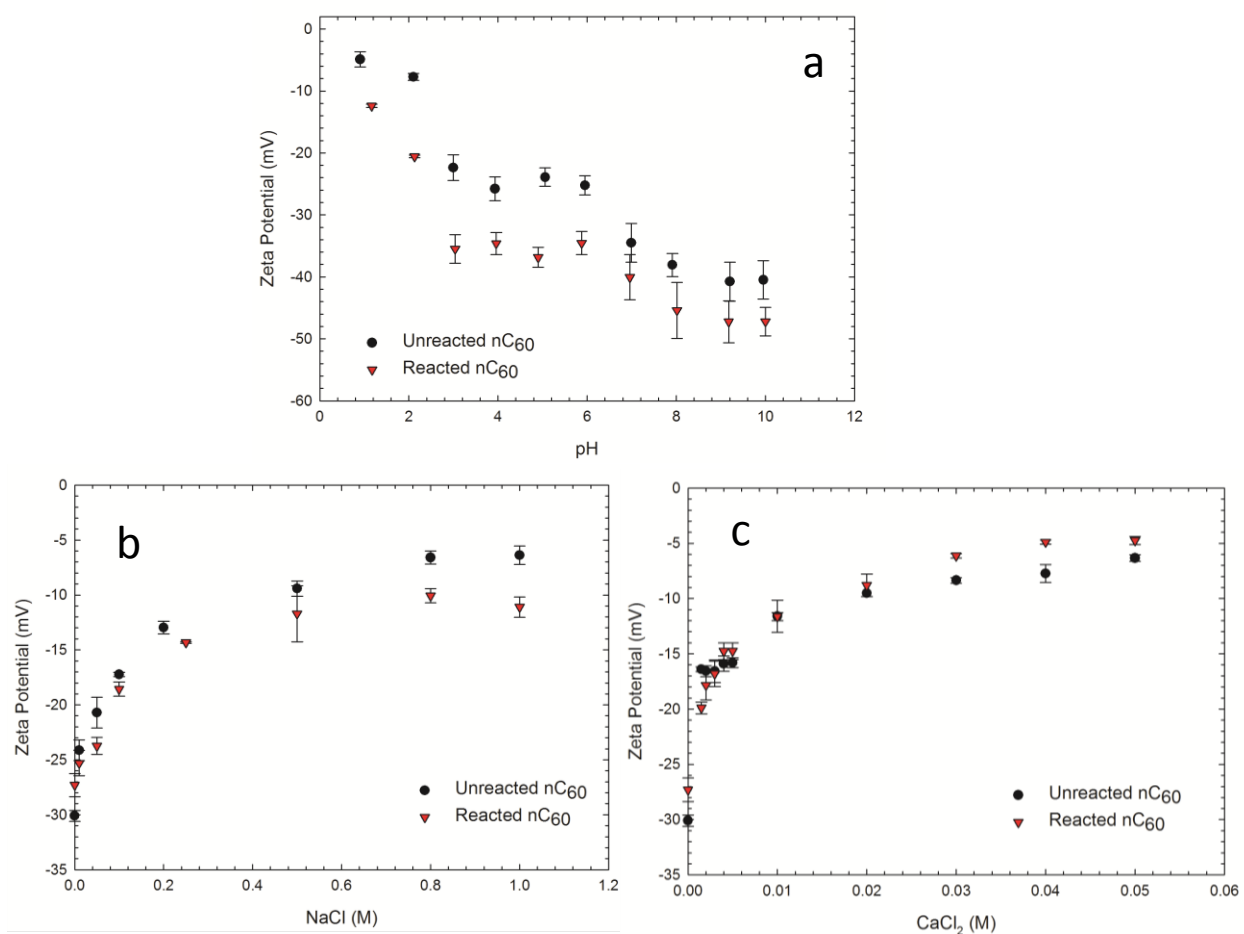 a
0
-10
-20
-30
-40
-50
-60
Zeta Potential (mV)
Unreacted nC60
Reacted nC60
0 2 4 6 8 10 12
pH
b
0
-5
-10
-15
-20
-25
-30
-35
Zeta Potential (mV)
Unreacted nC60
Reacted nC60
0.0 0.2 0.4 0.6 0.8 1.0 1.2
NaCl (M)
c
0
-5
-10
-15
-20
-25
-30
-35
Zeta Potential (mV)
Unreacted nC60
Reacted nC60
0.00 0.01 0.02 0.03 0.04 0.05 0.06
CaCl2 (M)